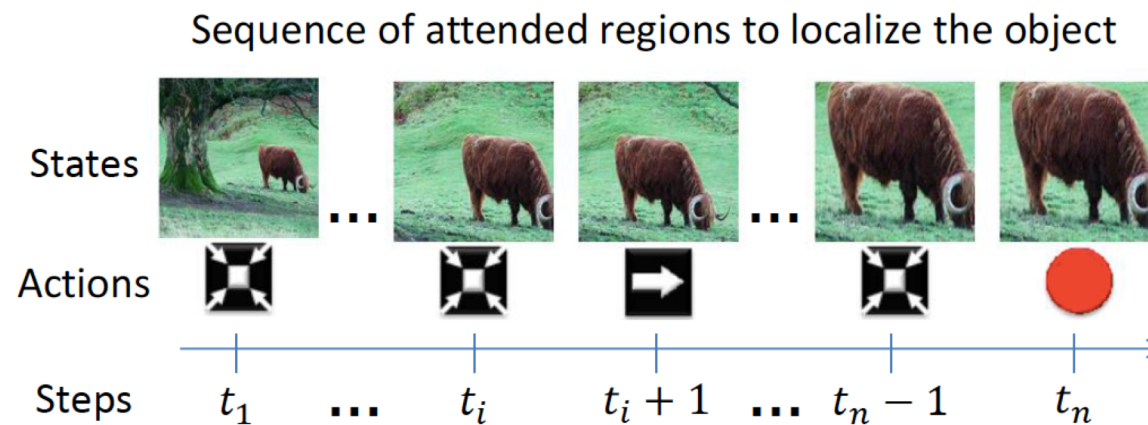 Sequence of attended regions to localize the object
States
... ...
Actions
Steps t₁ ... tᵢ tᵢ + 1 ... tₙ − 1 tₙ